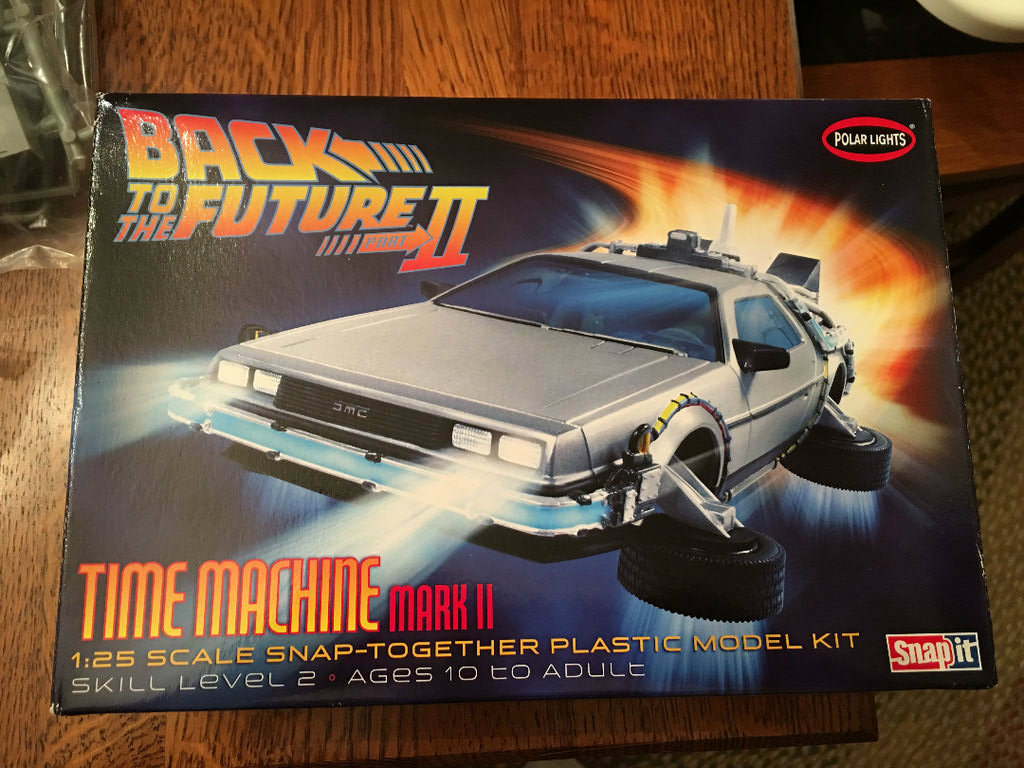 BACK
TO THE FUTURE
PART II
POLAR LIGHTS®
DMC
TIME MACHINE MARK II
1:25 SCALE SNAP-TOGETHER PLASTIC MODEL KIT
SKILL LEVEL 2 • AGES 10 to ADULT
Snap it